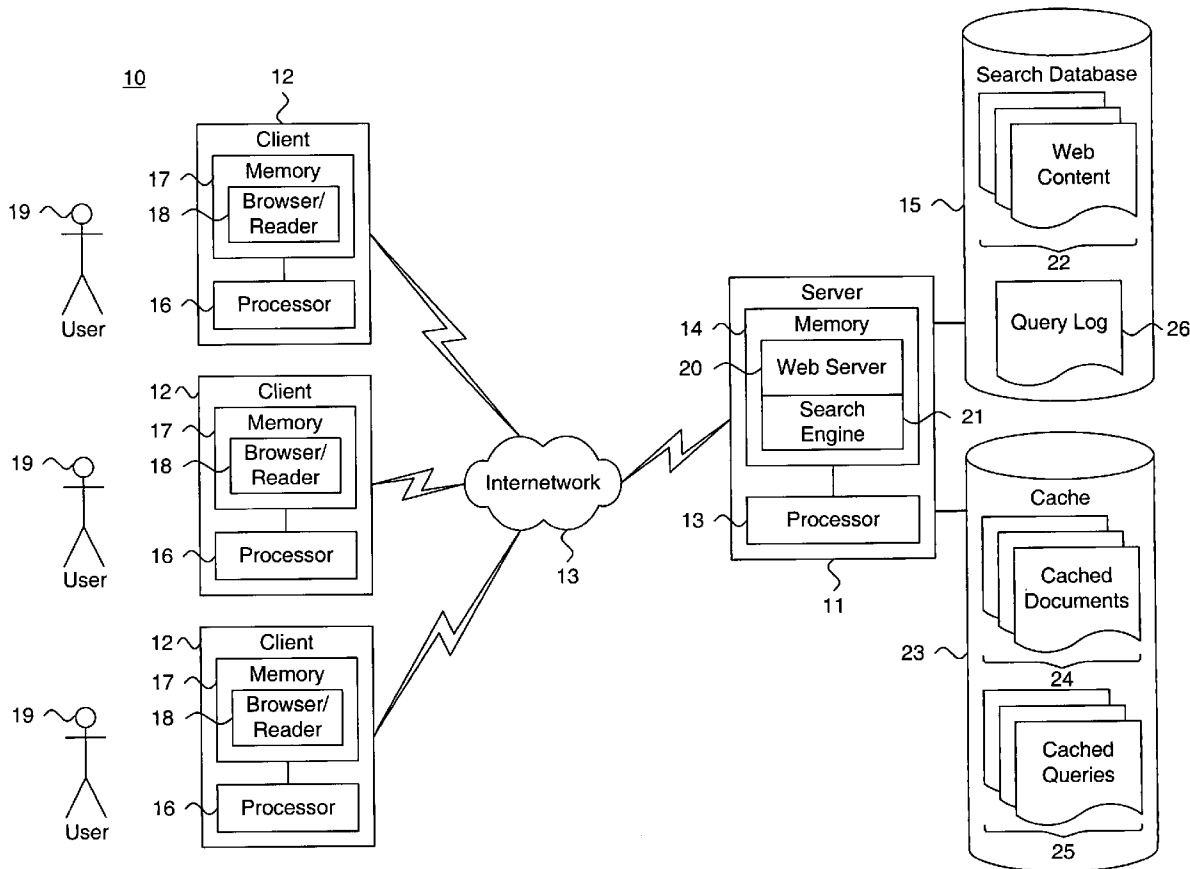 10
12
Client
17
Memory
18
Browser/
Reader
16
Processor
19
User
12
Client
17
Memory
18
Browser/
Reader
16
Processor
19
User
12
Client
17
Memory
18
Browser/
Reader
16
Processor
19
User
Internetwork
13
Server
14
Memory
20
Web Server
Search
Engine
21
13
Processor
11
Search Database
Web
Content
15
22
Query Log
26
Cache
Cached
Documents
23
24
Cached
Queries
25